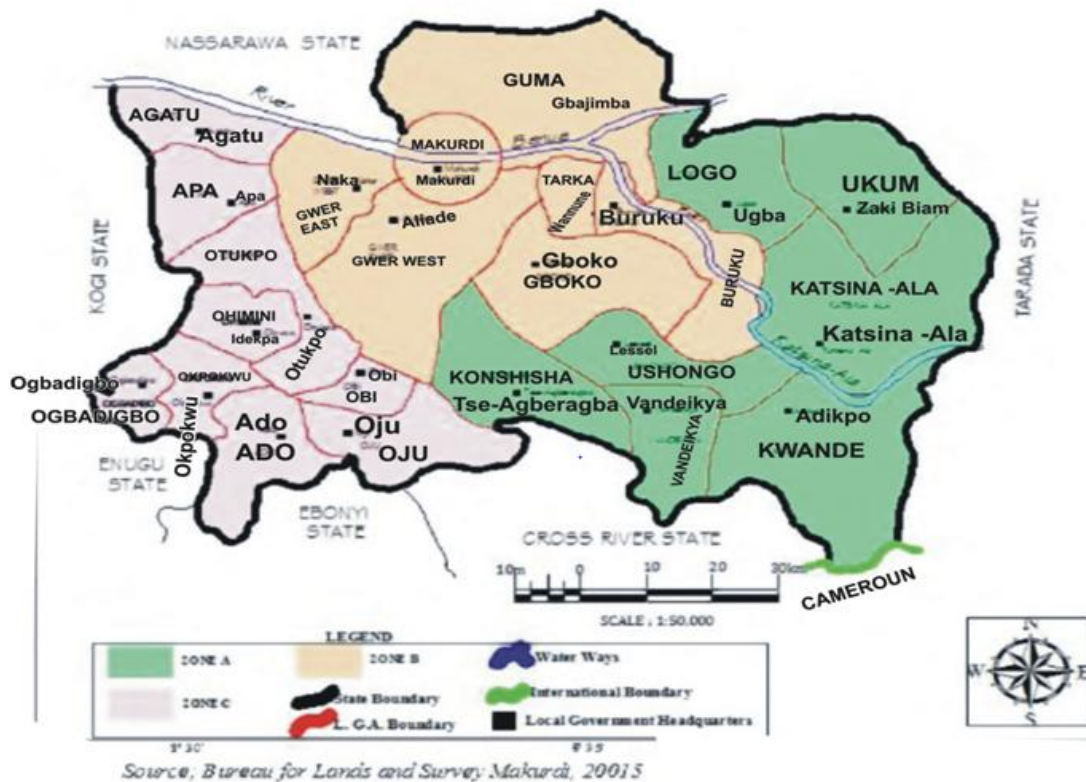 NASSARAWA STATE
GUMA
Gbajimba
AGATU
Agatu
River
Benue
MAKURDI
Makurdi
LOGO
UKUM
APA
Apa
Naka
TARKA
Wannune
Buruku
Ugba
Zaki Biam
GWER
EAST
Aliade
GWER WEST
KOGI STATE
OTUKPO
Gboko
GBOKO
BURUKU
KATSINA -ALA
TARABA STATE
OHIMINI
Idekpa
Otukpo
Katsina -Ala
Katsina-Ala
Lessel
USHONGO
Ogbadigbo
OKPOKWU
Obi
OBI
KONSHISHA
Tse-Agberagba
Vandeikya
Adikpo
OGBADIGBO
Okpokwu
Ado
ADO
Oju
OJU
VANDEIKYA
KWANDE
ENUGU
STATE
EBONYI
STATE
CROSS RIVER STATE
CAMEROUN
10m 0 10 20 30km
SCALE : 1:50.000
LEGEND
ZONE A
ZONE B
Water Ways
ZONE C
State Boundary
International Boundary
L. G.A. Boundary
Local Government Headquarters
N
W E
S
Source; Bureau for Lands and Survey Makurdi, 20015